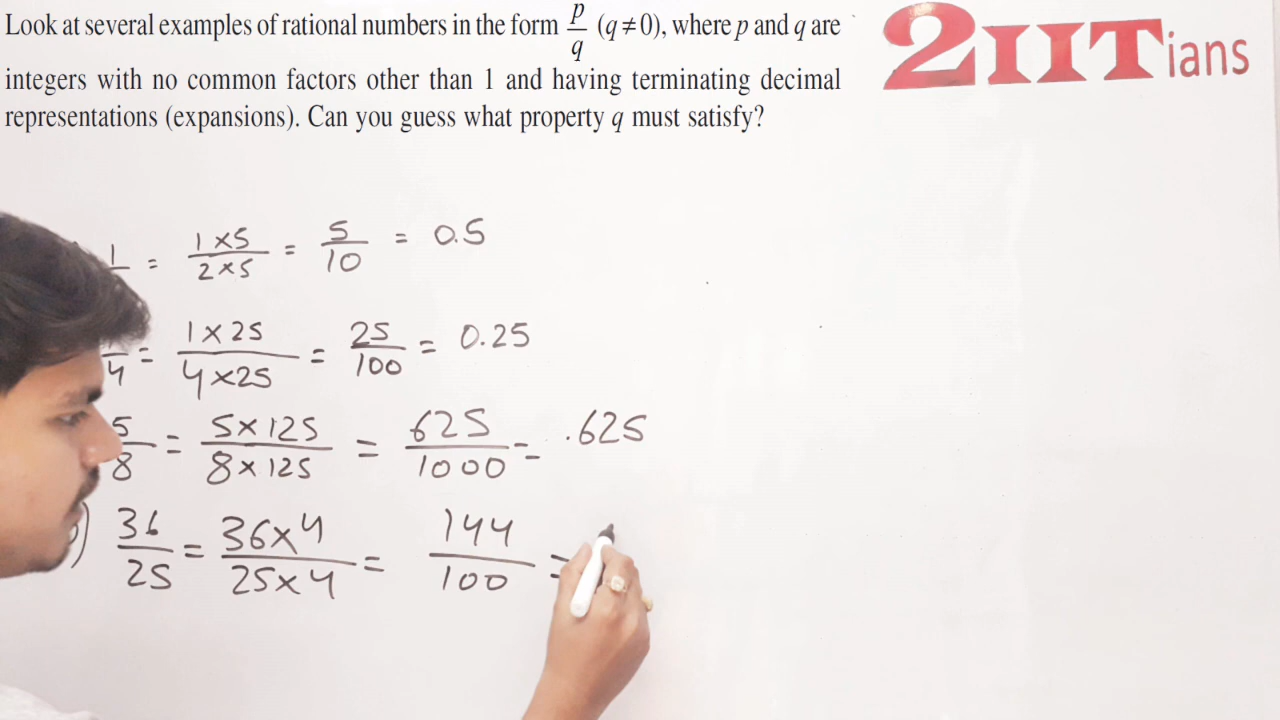 Look at several examples of rational numbers in the form p/q (q ≠ 0), where p and q are
integers with no common factors other than 1 and having terminating decimal
representations (expansions). Can you guess what property q must satisfy?
2IITians
1/ = 1 × 5 / 2 × 5 = 5/10 = 0.5
/4 = 1 × 25 / 4 × 25 = 25/100 = 0.25
5/8 = 5 × 125 / 8 × 125 = 625/1000 = .625
) 36/25 = 36 × 4 / 25 × 4 = 144/100 =